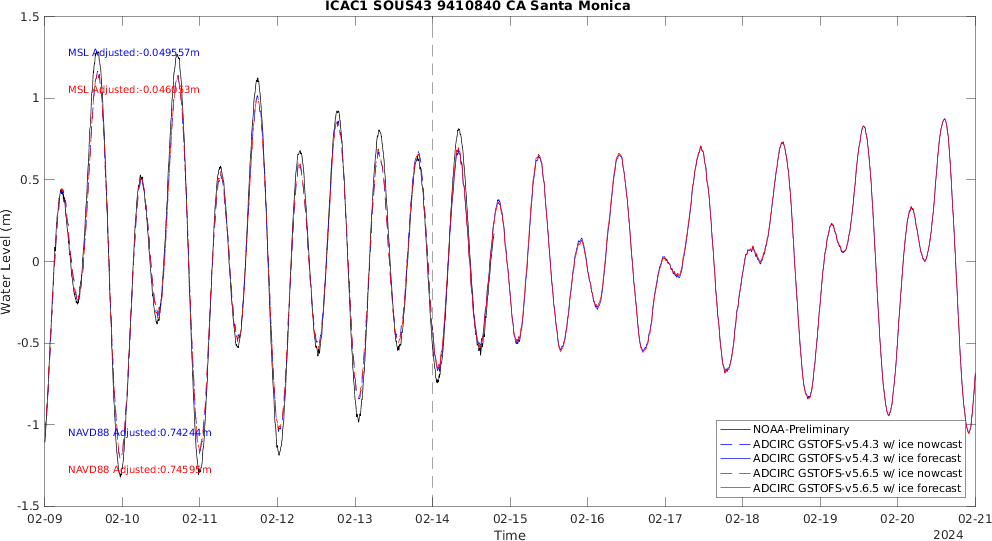 ICAC1 SOUS43 9410840 CA Santa Monica
1.5
MSL Adjusted:-0.049557m
MSL Adjusted:-0.046053m
1
0.5
0
-0.5
-1
-1.5
Water Level (m)
NAVD88 Adjusted:0.74244m
NAVD88 Adjusted:0.74595m
NOAA-Preliminary
ADCIRC GSTOFS-v5.4.3 w/ ice nowcast
ADCIRC GSTOFS-v5.4.3 w/ ice forecast
ADCIRC GSTOFS-v5.6.5 w/ ice nowcast
ADCIRC GSTOFS-v5.6.5 w/ ice forecast
02-09 02-10 02-11 02-12 02-13 02-14 02-15 02-16 02-17 02-18 02-19 02-20 02-21
Time
2024